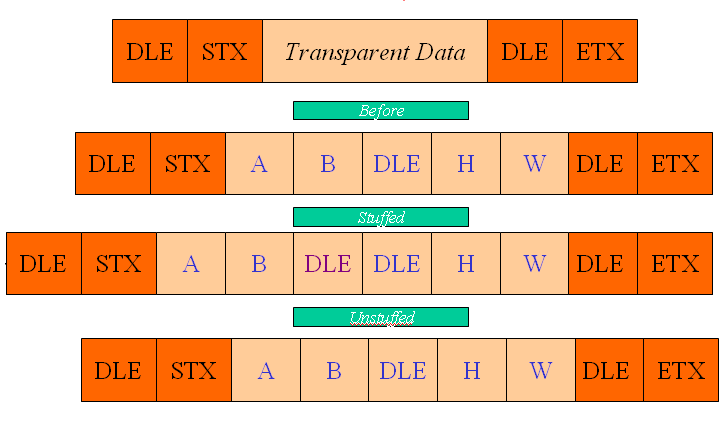 DLE STX Transparent Data DLE ETX
Before
DLE STX A B DLE H W DLE ETX
Stuffed
DLE STX A B DLE DLE H W DLE ETX
Unstuffed
DLE STX A B DLE H W DLE ETX